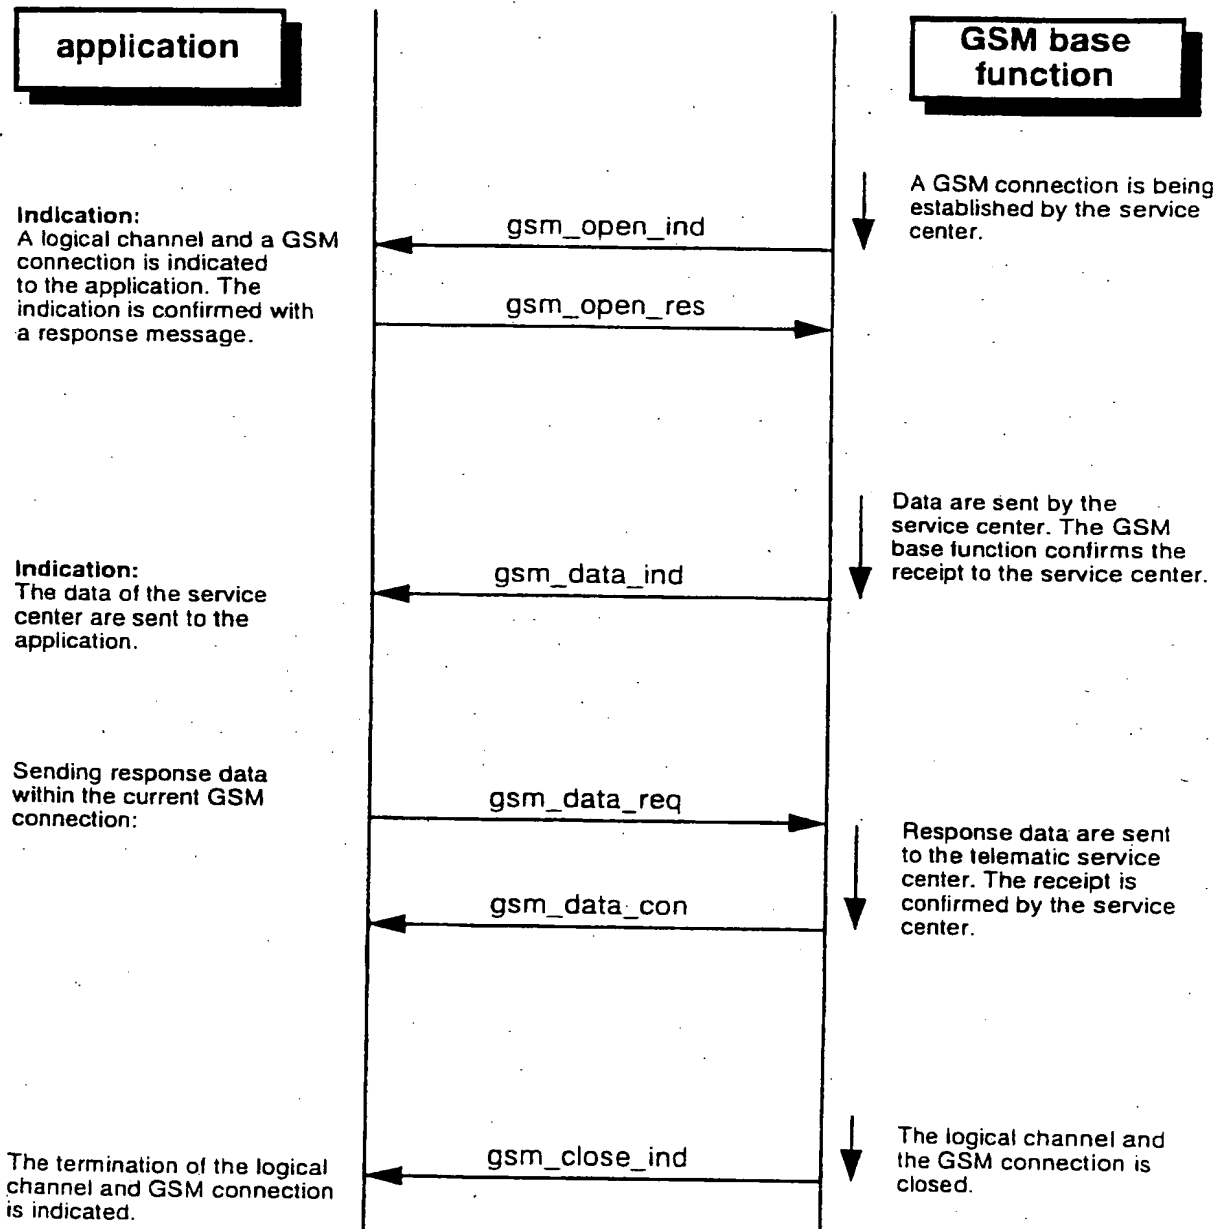 application
GSM base
function
A GSM connection is being
established by the service
center.
Indication:
A logical channel and a GSM
connection is indicated
to the application. The
indication is confirmed with
a response message.
gsm_open_ind
gsm_open_res
Data are sent by the
service center. The GSM
base function confirms the
receipt to the service center.
Indication:
The data of the service
center are sent to the
application.
gsm_data_ind
Sending response data
within the current GSM
connection:
gsm_data_req
Response data are sent
to the telematic service
center. The receipt is
confirmed by the service
center.
gsm_data_con
The logical channel and
the GSM connection is
closed.
gsm_close_ind
The termination of the logical
channel and GSM connection
is indicated.